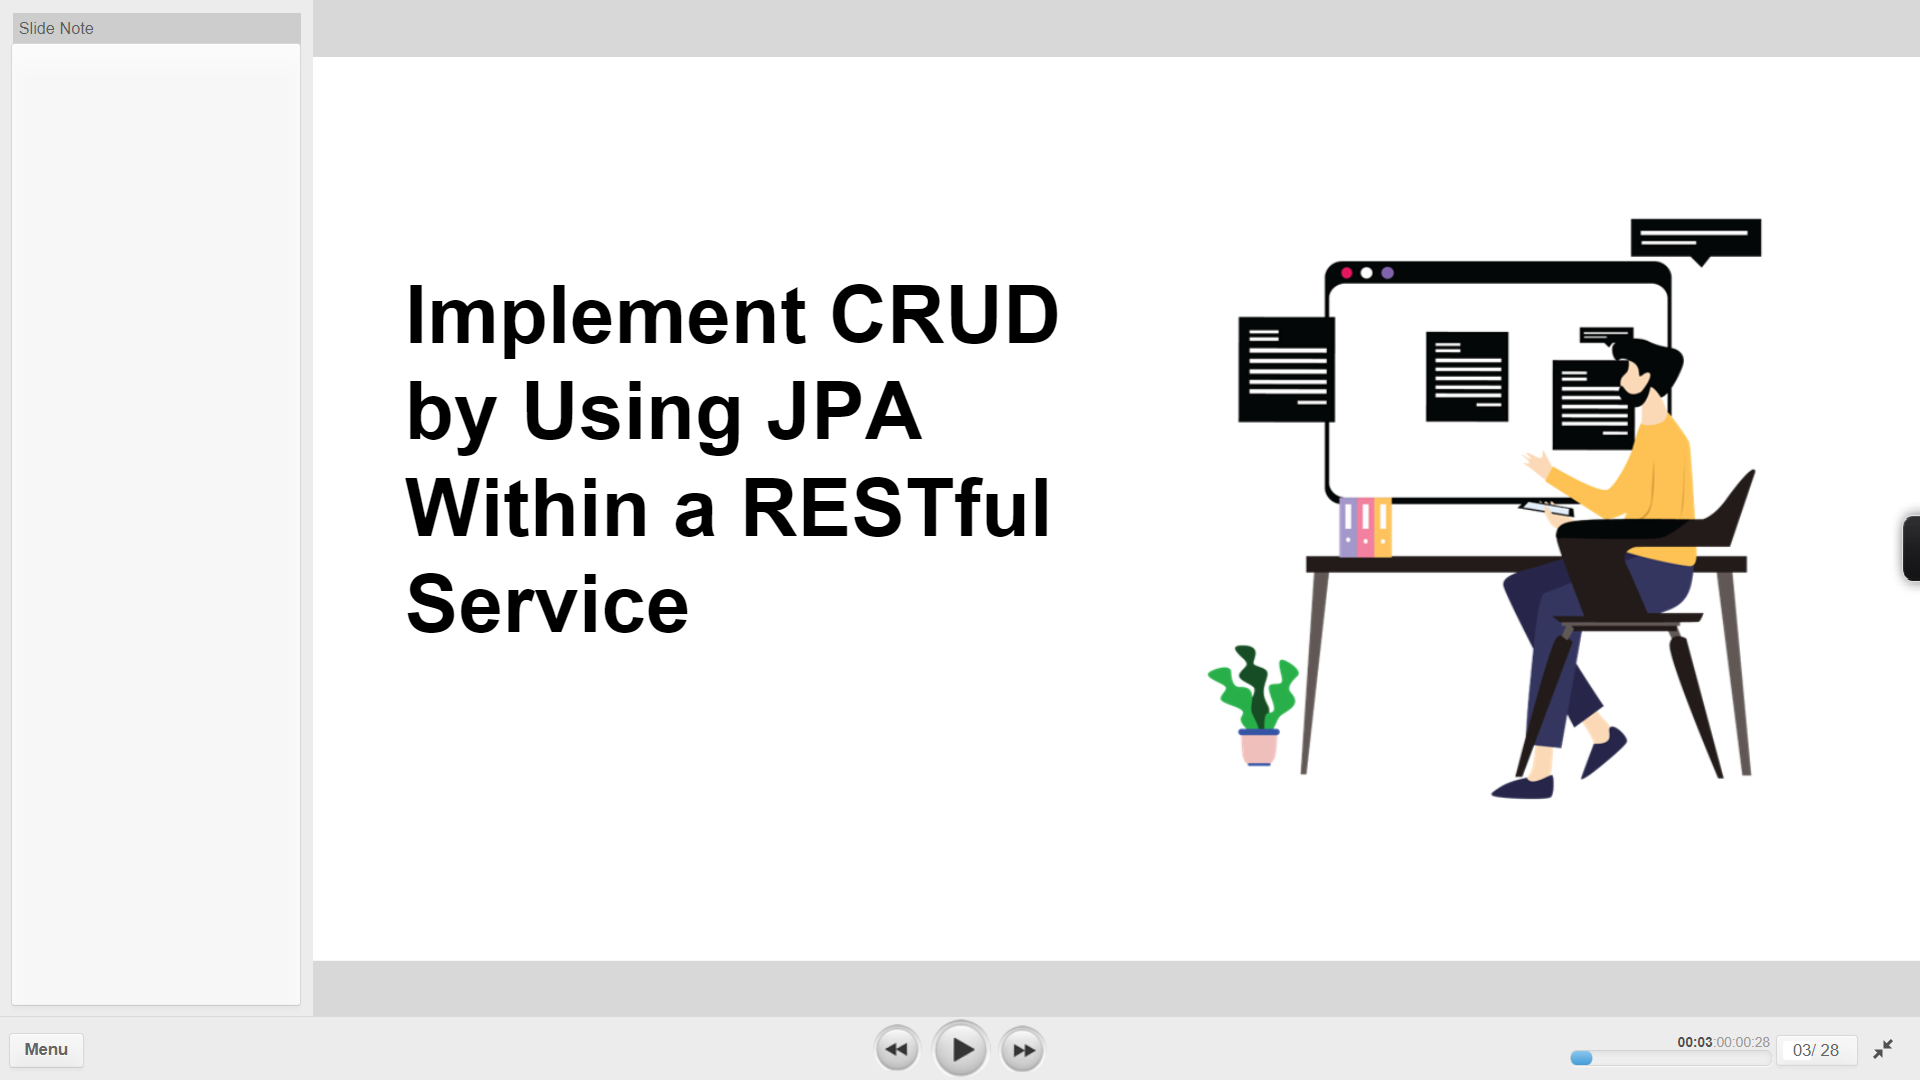 Slide Note
Implement CRUD
by Using JPA
Within a RESTful
Service
Menu
00:03:00:00:28
03/ 28